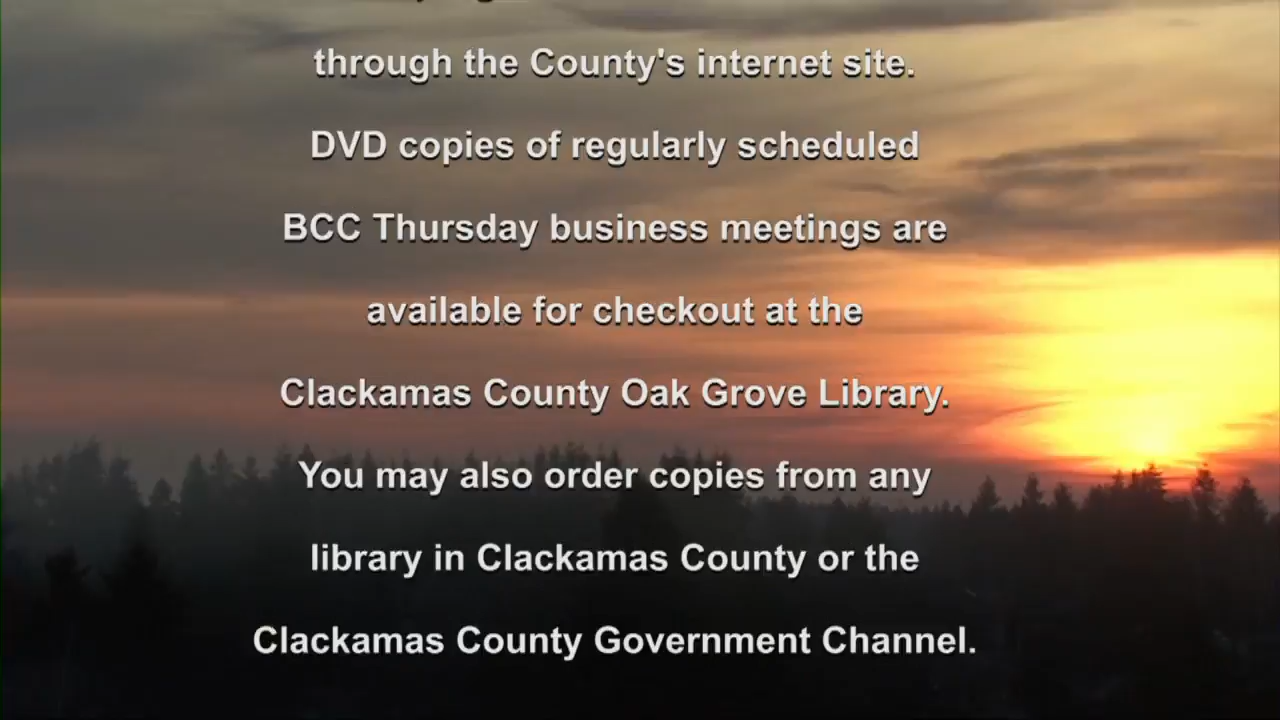 through the County's internet site.
DVD copies of regularly scheduled
BCC Thursday business meetings are
available for checkout at the
Clackamas County Oak Grove Library.
You may also order copies from any
library in Clackamas County or the
Clackamas County Government Channel.